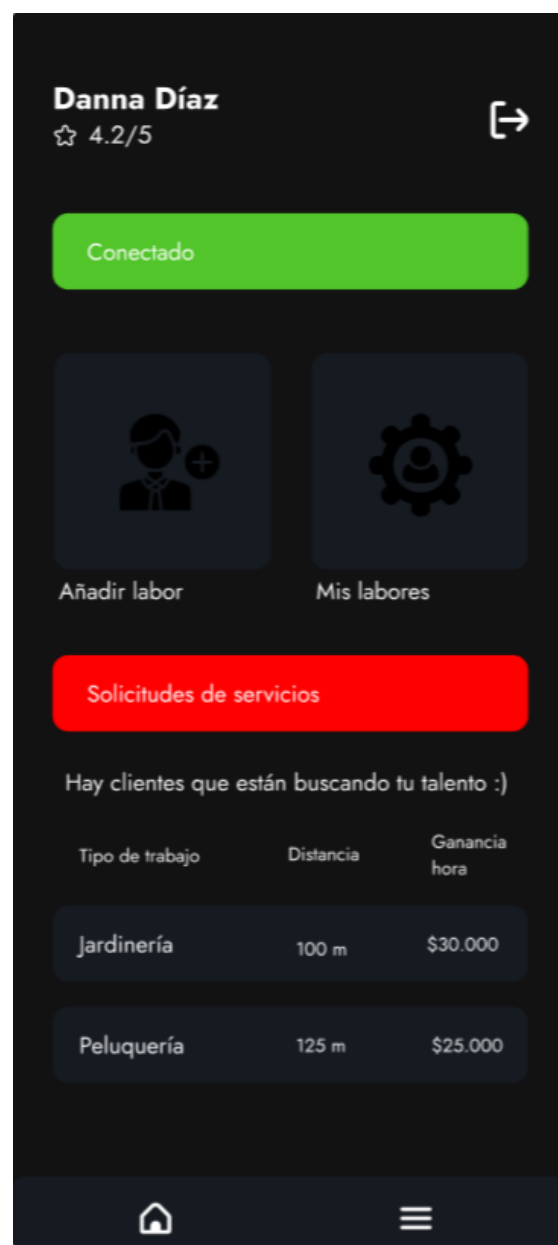 Danna Díaz
4.2/5
Conectado
Añadir labor
Mis labores
Solicitudes de servicios
Hay clientes que están buscando tu talento :)
Tipo de trabajo
Distancia
Ganancia
hora
Jardinería
100 m
$30.000
Peluquería
125 m
$25.000